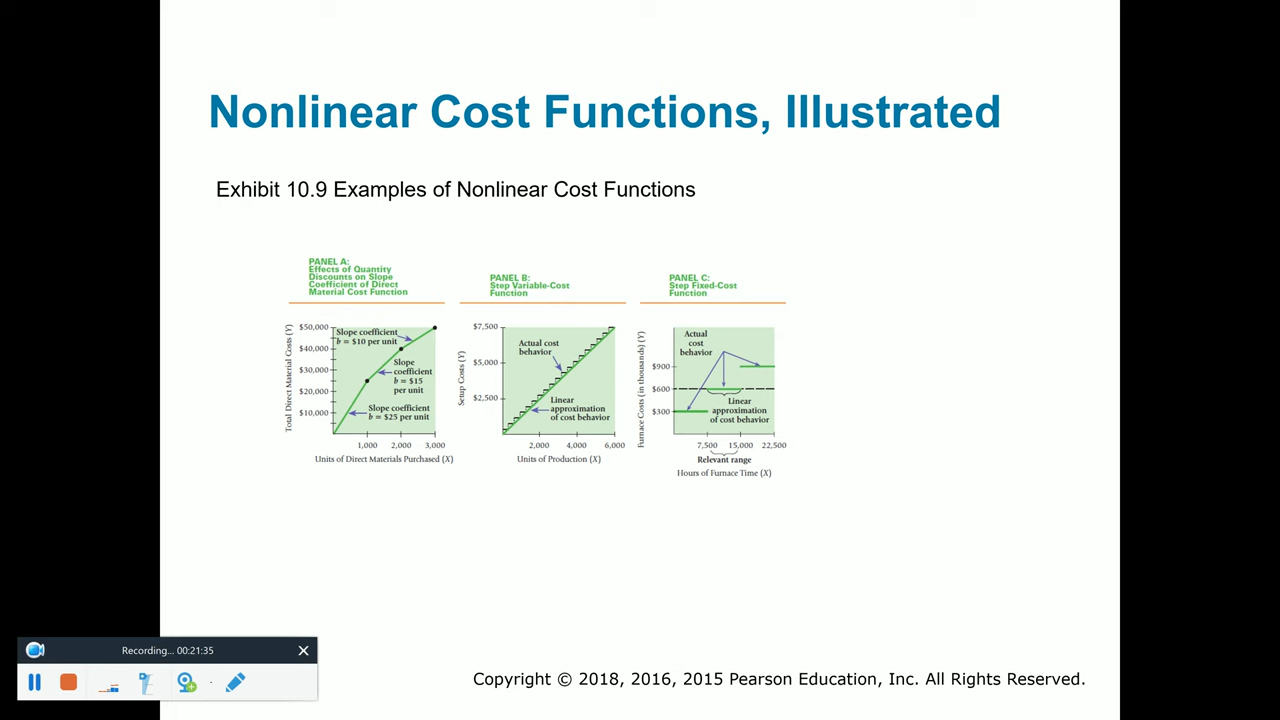 Nonlinear Cost Functions, Illustrated
Exhibit 10.9 Examples of Nonlinear Cost Functions
PANEL A:
Effects of Quantity
Discounts on Slope
Coefficient of Direct
Material Cost Function
Total Direct Material Costs (Y)
$50,000
$40,000
$30,000
$20,000
$10,000
Slope coefficient
b = $10 per unit
Slope
coefficient
b = $15
per unit
Slope coefficient
b = $25 per unit
1,000
2,000
3,000
Units of Direct Materials Purchased (X)
PANEL B:
Step Variable-Cost
Function
Setup Costs (Y)
$7,500
$5,000
$2,500
Actual cost
behavior
Linear
approximation
of cost behavior
2,000
4,000
6,000
Units of Production (X)
PANEL C:
Step Fixed-Cost
Function
Furnace Costs (in thousands) (Y)
$900
$600
$300
Actual
cost
behavior
Linear
approximation
of cost behavior
7,500
15,000
22,500
Relevant range
Hours of Furnace Time (X)
Recording... 00:21:35
Copyright © 2018, 2016, 2015 Pearson Education, Inc. All Rights Reserved.